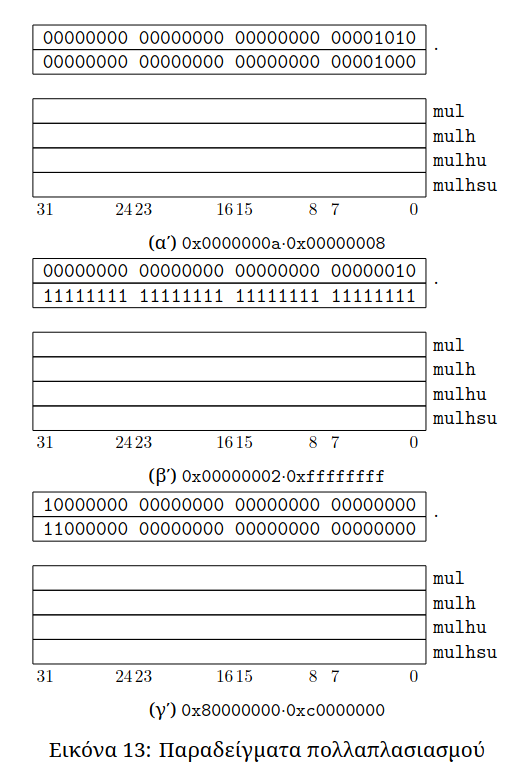 00000000 00000000 00000000 00001010 .
00000000 00000000 00000000 00001000
mul
mulh
mulhu
mulhsu
31 24 23 16 15 8 7 0
(αʹ) 0x0000000a·0x00000008
00000000 00000000 00000000 00000010 .
11111111 11111111 11111111 11111111
mul
mulh
mulhu
mulhsu
31 24 23 16 15 8 7 0
(βʹ) 0x00000002·0xffffffff
10000000 00000000 00000000 00000000 .
11000000 00000000 00000000 00000000
mul
mulh
mulhu
mulhsu
31 24 23 16 15 8 7 0
(γʹ) 0x80000000·0xc0000000
Εικόνα 13: Παραδείγματα πολλαπλασιασμού